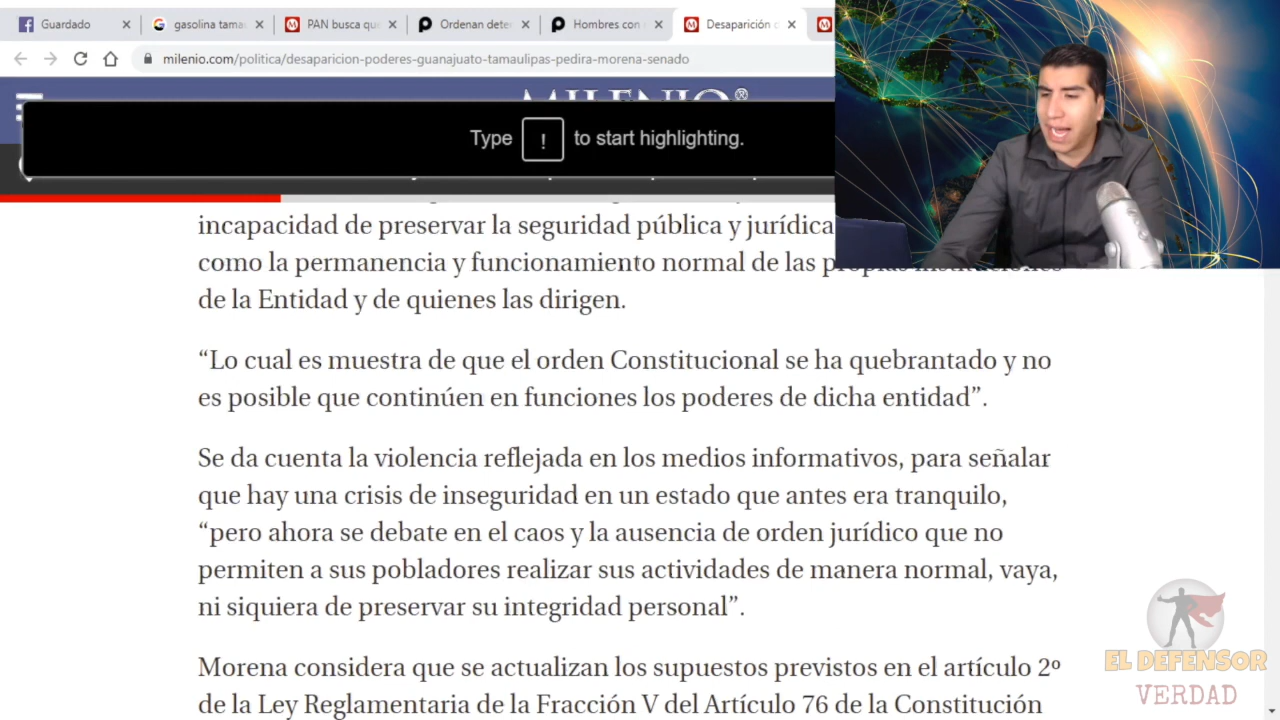 Guardado
gasolina tama
PAN busca qu
Ordenan dete
Hombres con
Desaparición
milenio.com/politica/desaparicion-poderes-guanajuato-tamaulipas-pedira-morena-senado
MILENIO®
Type ! to start highlighting.
incapacidad de preservar la seguridad pública y jurídica
como la permanencia y funcionamiento normal de las propias instituciones
de la Entidad y de quienes las dirigen.
“Lo cual es muestra de que el orden Constitucional se ha quebrantado y no
es posible que continúen en funciones los poderes de dicha entidad”.
Se da cuenta la violencia reflejada en los medios informativos, para señalar
que hay una crisis de inseguridad en un estado que antes era tranquilo,
“pero ahora se debate en el caos y la ausencia de orden jurídico que no
permiten a sus pobladores realizar sus actividades de manera normal, vaya,
ni siquiera de preservar su integridad personal”.
Morena considera que se actualizan los supuestos previstos en el artículo 2º
de la Ley Reglamentaria de la Fracción V del Artículo 76 de la Constitución
EL DEFENSOR
VERDAD